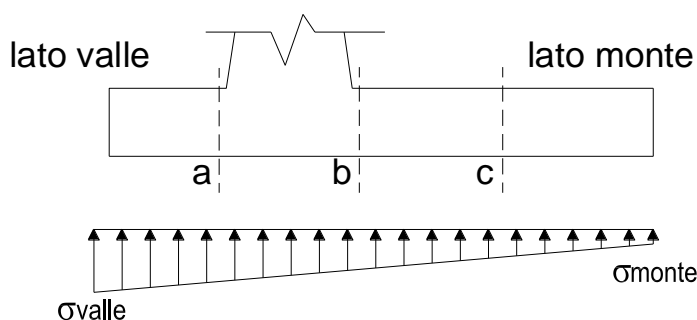 lato valle
lato monte
a
b
c
σmonte
σvalle